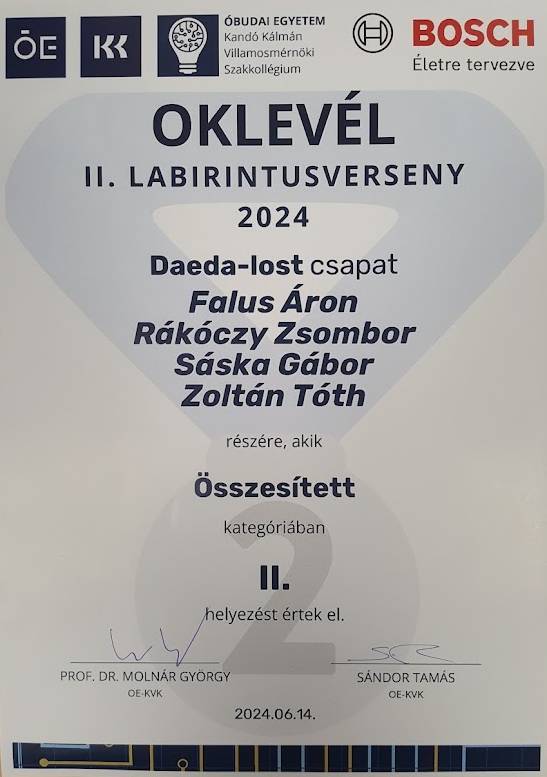 ŌE
KK
ÓBUDAI EGYETEM
Kandó Kálmán
Villamosmérnöki
Szakkollégium
BOSCH
Életre tervezve
OKLEVÉL
II. LABIRINTUSVERSENY
2024
Daeda-lost csapat
Falus Áron
Rákóczy Zsombor
Sáska Gábor
Zoltán Tóth
részére, akik
Összesített
kategóriában
2
II.
helyezést értek el.
PROF. DR. MOLNÁR GYÖRGY
OE-KVK
SÁNDOR TAMÁS
OE-KVK
2024.06.14.